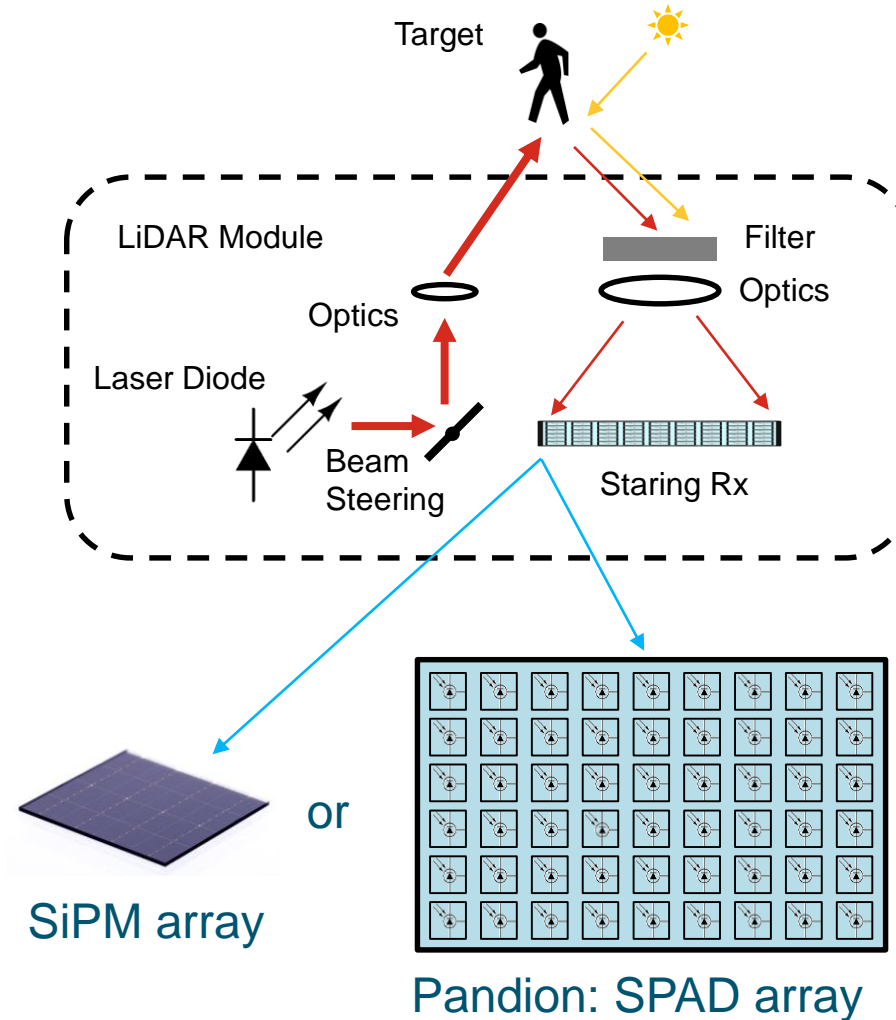 Target
LiDAR Module
Filter
Optics
Optics
Laser Diode
Beam
Steering
Staring Rx
or
SiPM array
Pandion: SPAD array